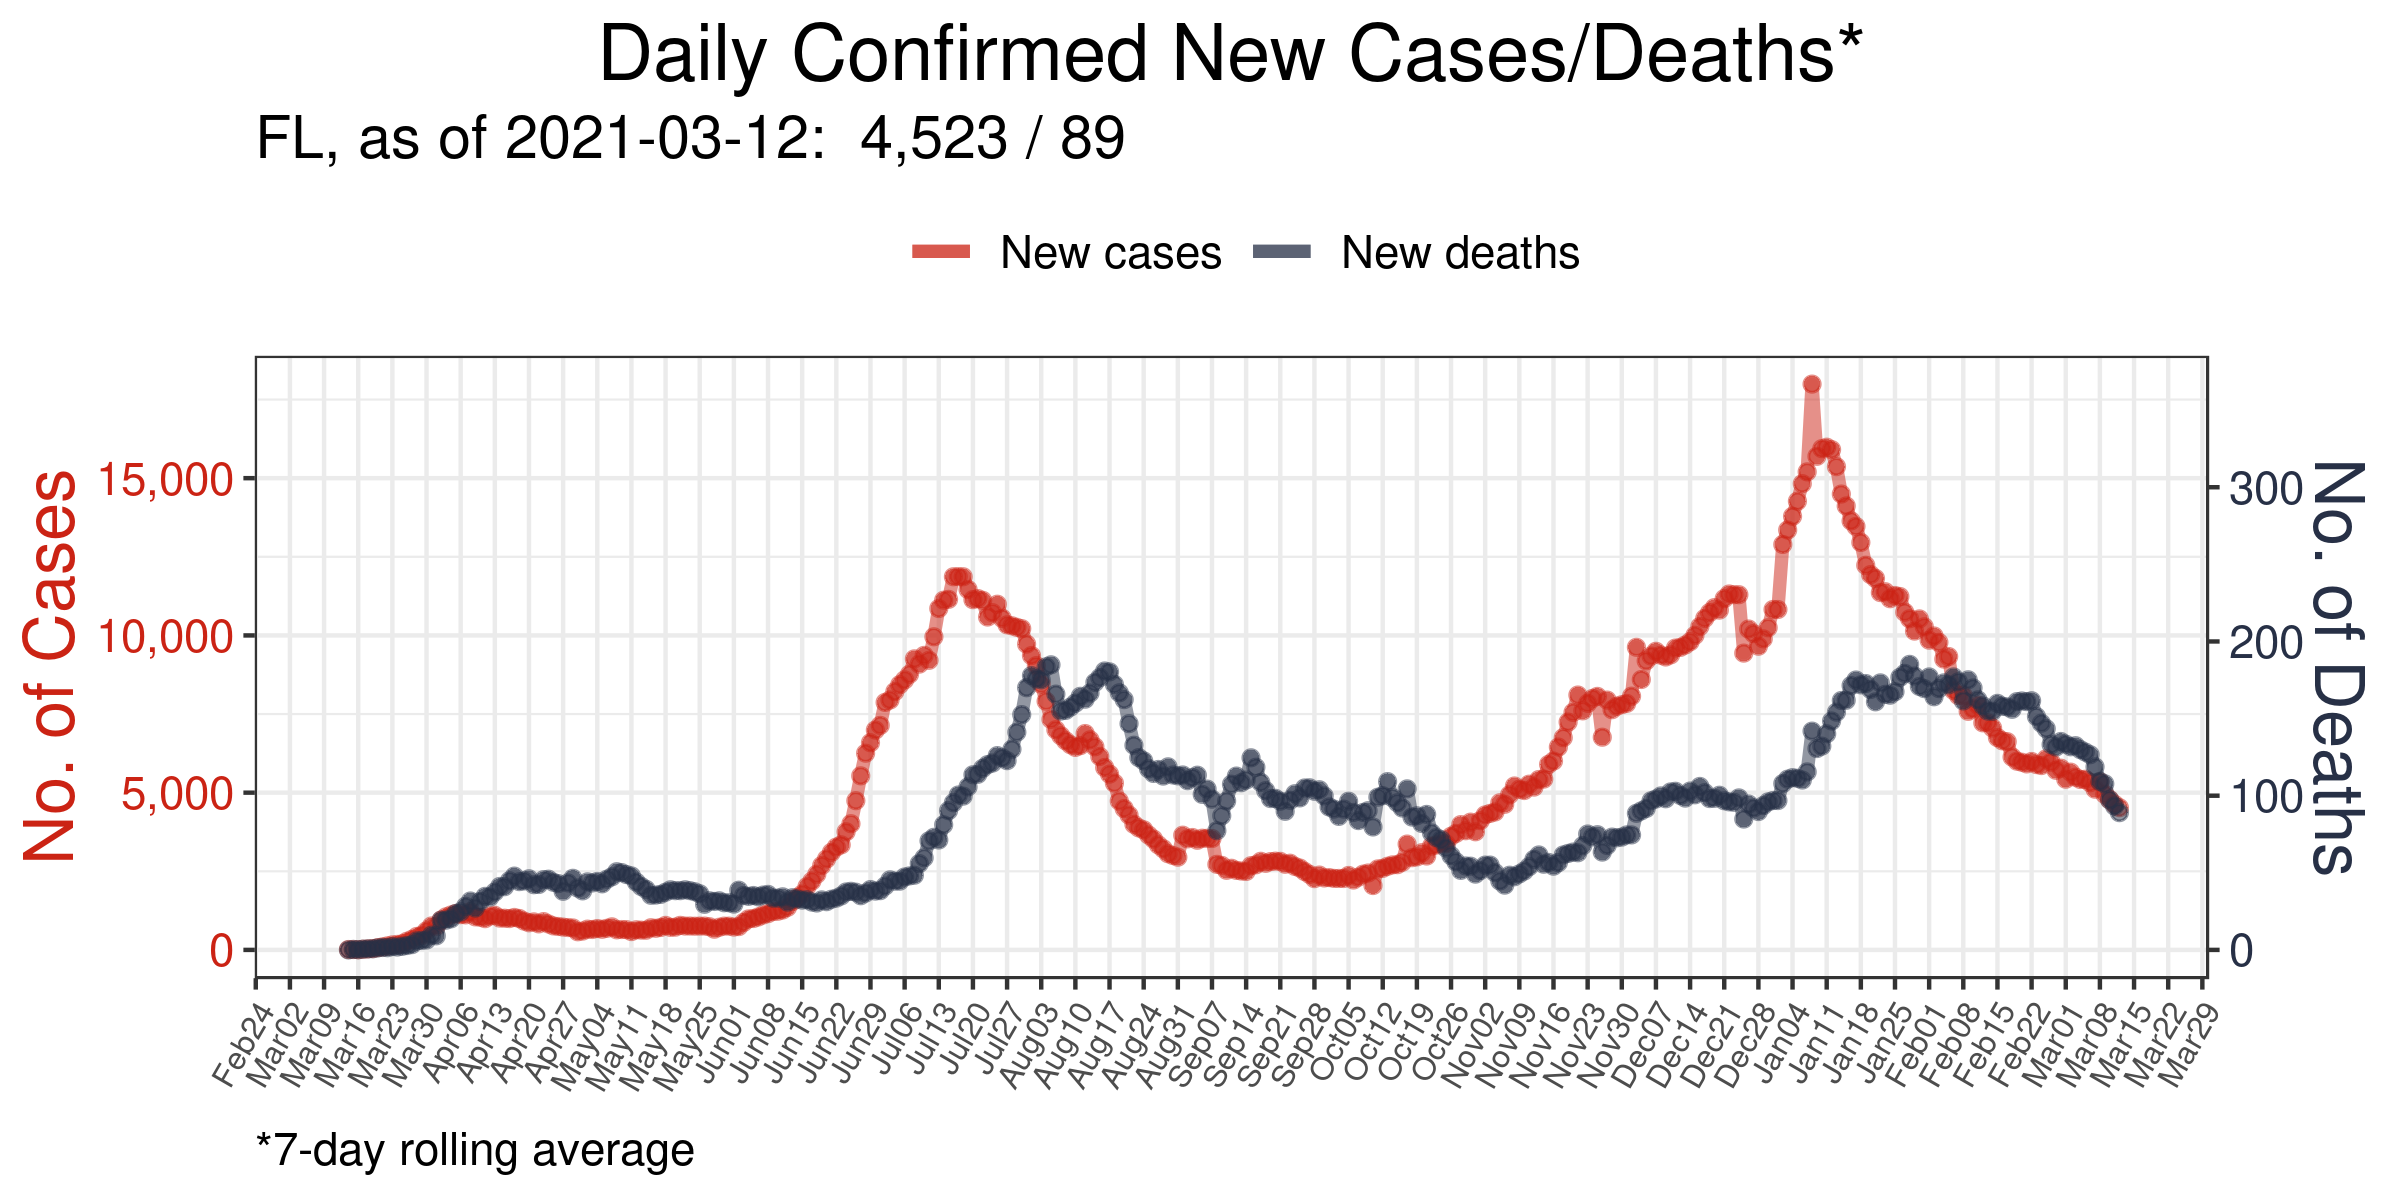 Daily Confirmed New Cases/Deaths*
FL, as of 2021-03-12:  4,523 / 89
New cases
New deaths
No. of Cases
15,000
10,000
5,000
0
300
200
100
0
No. of Deaths
Feb24
Mar02
Mar09
Mar16
Mar23
Mar30
Apr06
Apr13
Apr20
Apr27
May04
May11
May18
May25
Jun01
Jun08
Jun15
Jun22
Jun29
Jul06
Jul13
Jul20
Jul27
Aug03
Aug10
Aug17
Aug24
Aug31
Sep07
Sep14
Sep21
Sep28
Oct05
Oct12
Oct19
Oct26
Nov02
Nov09
Nov16
Nov23
Nov30
Dec07
Dec14
Dec21
Dec28
Jan04
Jan11
Jan18
Jan25
Feb01
Feb08
Feb15
Feb22
Mar01
Mar08
Mar15
Mar22
Mar29
*7-day rolling average